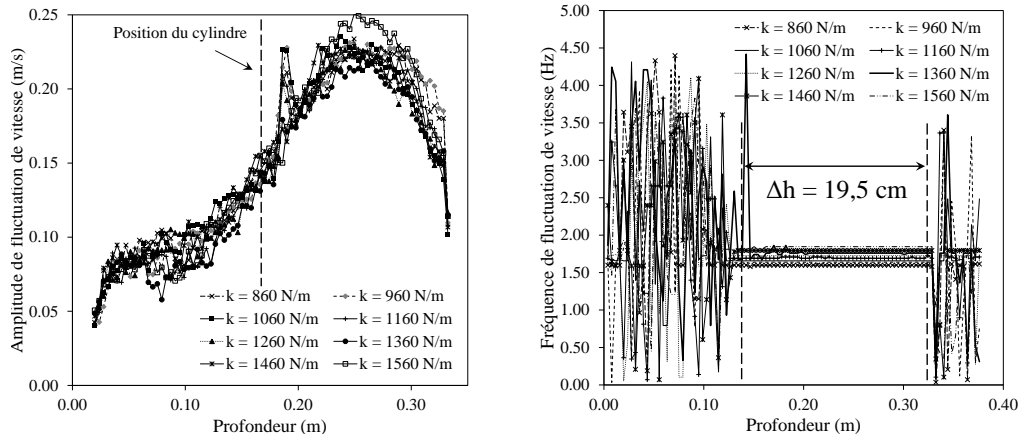 Amplitude de fluctuation de vitesse (m/s)
0.25
0.20
0.15
0.10
0.05
0.00
Position du cylindre
k = 860 N/m
k = 960 N/m
k = 1060 N/m
k = 1160 N/m
k = 1260 N/m
k = 1360 N/m
k = 1460 N/m
k = 1560 N/m
0.00
0.10
0.20
0.30
Profondeur (m)
Fréquence de fluctuation de vitesse (Hz)
5.00
4.50
4.00
3.50
3.00
2.50
2.00
1.50
1.00
0.50
0.00
k = 860 N/m
k = 960 N/m
k = 1060 N/m
k = 1160 N/m
k = 1260 N/m
k = 1360 N/m
k = 1460 N/m
k = 1560 N/m
Δh = 19,5 cm
0.00
0.10
0.20
0.30
0.40
Profondeur (m)